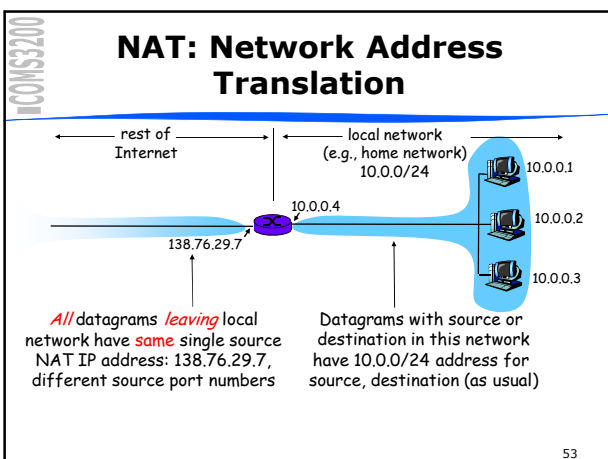 COMS3200
NAT: Network Address
Translation
rest of
Internet
local network
(e.g., home network)
10.0.0/24
10.0.0.1
10.0.0.4
10.0.0.2
138.76.29.7
10.0.0.3
All datagrams leaving local
network have same single source
NAT IP address: 138.76.29.7,
different source port numbers
Datagrams with source or
destination in this network
have 10.0.0/24 address for
source, destination (as usual)
53